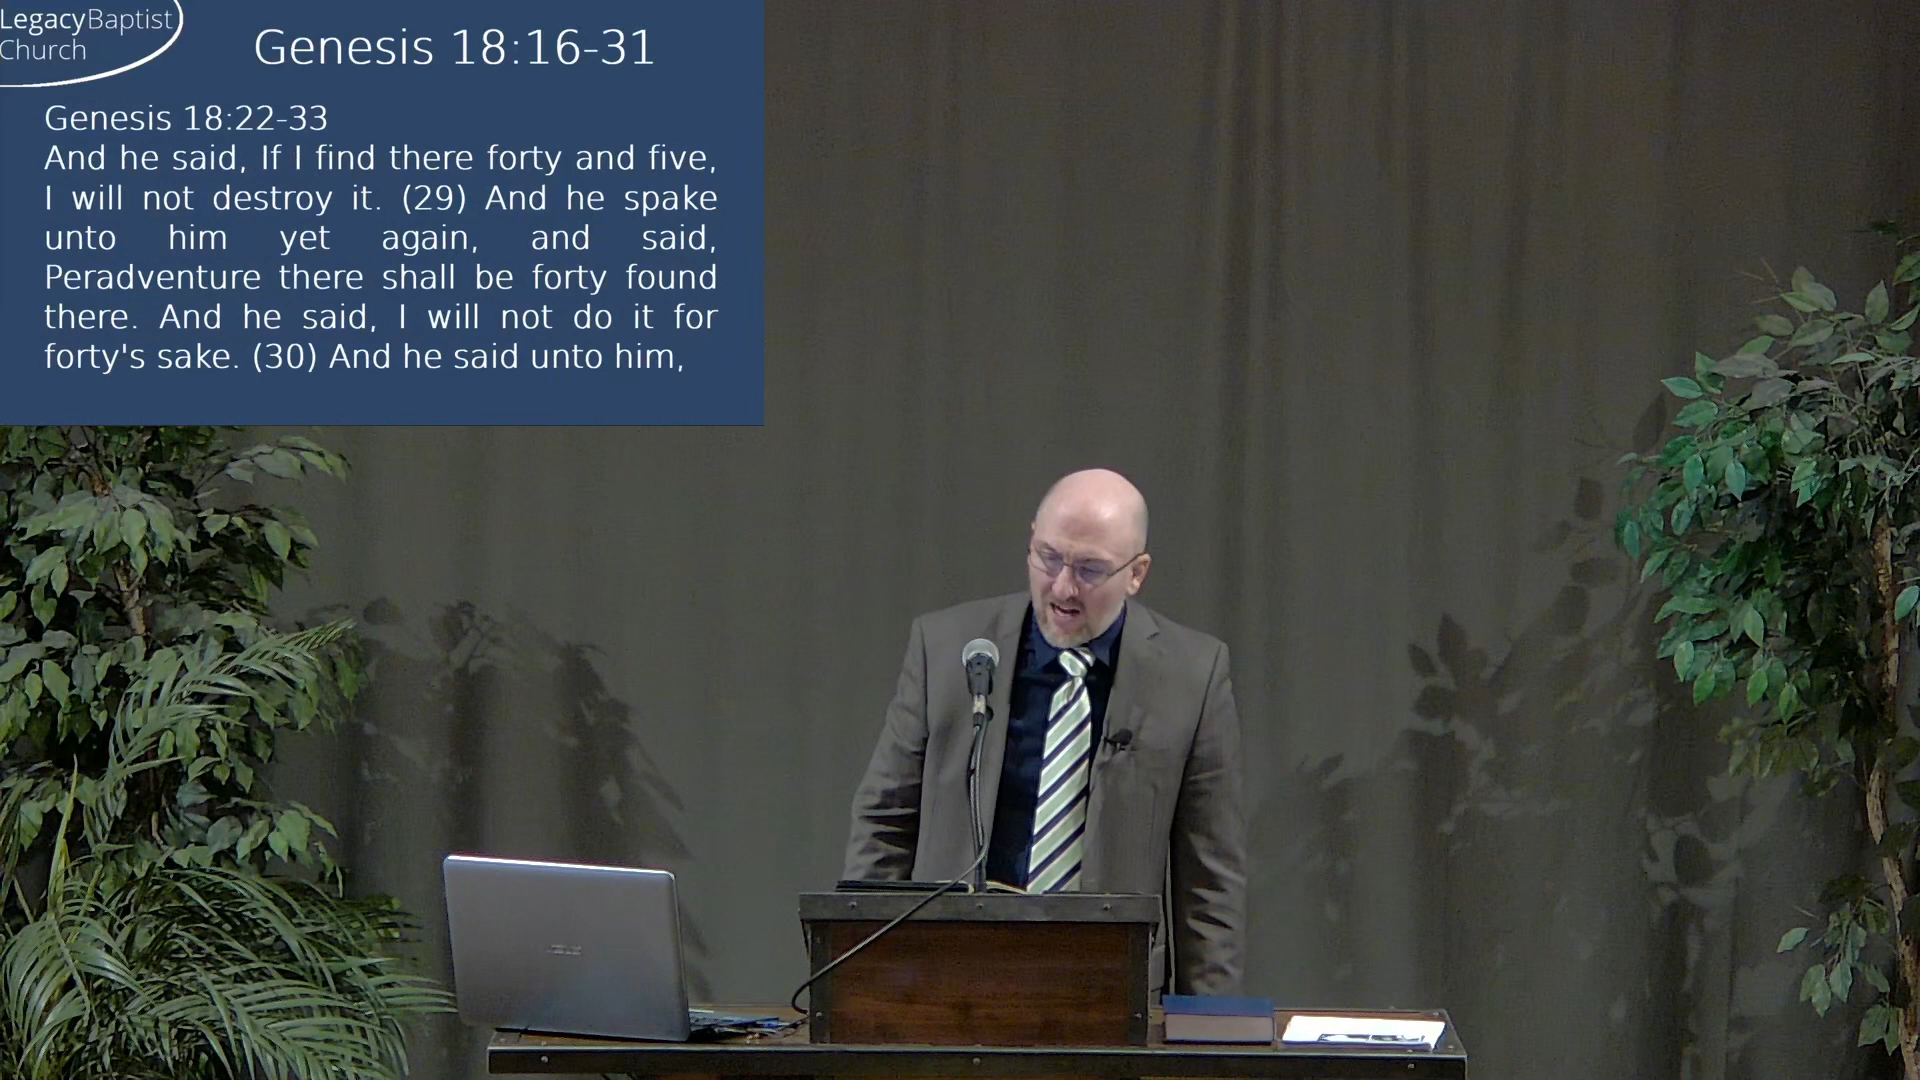 LegacyBaptist
Church
Genesis 18:16-31
Genesis 18:22-33
And he said, If I find there forty and five,
I will not destroy it. (29) And he spake
unto him yet again, and said,
Peradventure there shall be forty found
there. And he said, I will not do it for
forty's sake. (30) And he said unto him,
ASUS